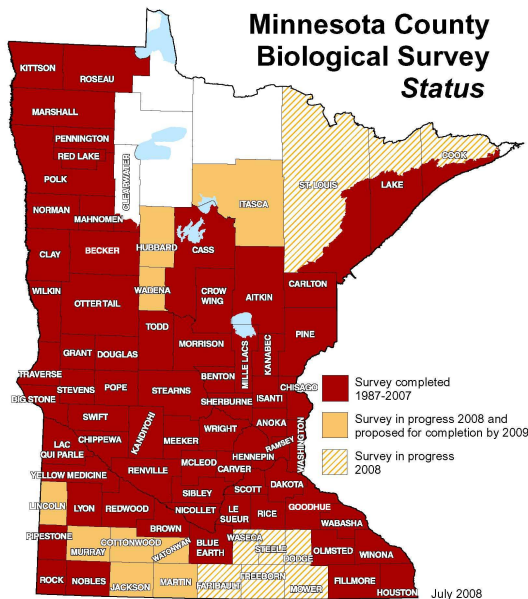 Minnesota County
Biological Survey
Status
KITTSON
ROSEAU
MARSHALL
PENNINGTON
RED LAKE
POLK
CLEARWATER
COOK
ST. LOUIS
LAKE
ITASCA
NORMAN
MAHNOMEN
HUBBARD
CASS
CLAY
BECKER
WADENA
CROW
WING
AITKIN
CARLTON
WILKIN
OTTER TAIL
TODD
PINE
MORRISON
MILLE LACS
KANABEC
GRANT
DOUGLAS
BENTON
TRAVERSE
STEVENS
POPE
STEARNS
CHISAGO
BIG STONE
SHERBURNE
ISANTI
SWIFT
KANDIYOHI
WRIGHT
ANOKA
WASHINGTON
CHIPPEWA
MEEKER
RAMSEY
LAC
QUI PARLE
HENNEPIN
MCLEOD
CARVER
RENVILLE
YELLOW MEDICINE
SCOTT
DAKOTA
SIBLEY
LINCOLN
LYON
REDWOOD
NICOLLET
LE
SUEUR
RICE
GOODHUE
WABASHA
BROWN
PIPESTONE
MURRAY
COTTONWOOD
WATONWAN
BLUE
EARTH
WASECA
STEELE
DODGE
OLMSTED
WINONA
ROCK
NOBLES
JACKSON
MARTIN
FARIBAULT
FREEBORN
MOWER
FILLMORE
HOUSTON
Survey completed
1987-2007
Survey in progress 2008 and
proposed for completion by 2009
Survey in progress
2008
July 2008